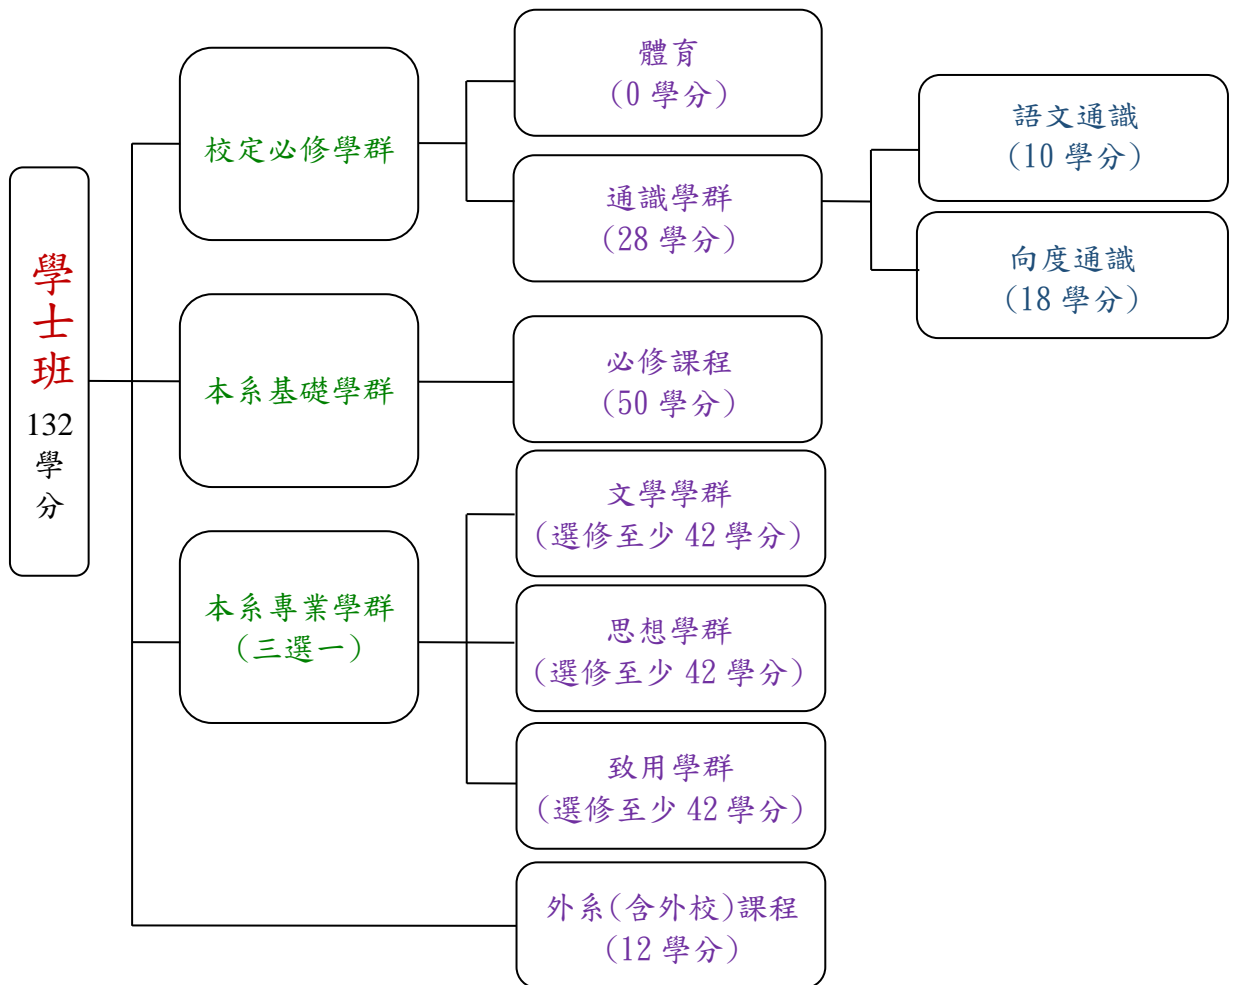 學士班
132
學分
校定必修學群
本系基礎學群
本系專業學群
(三選一)
體育
(0 學分)
通識學群
(28 學分)
必修課程
(50 學分)
文學學群
(選修至少 42 學分)
思想學群
(選修至少 42 學分)
致用學群
(選修至少 42 學分)
外系(含外校)課程
(12 學分)
語文通識
(10 學分)
向度通識
(18 學分)